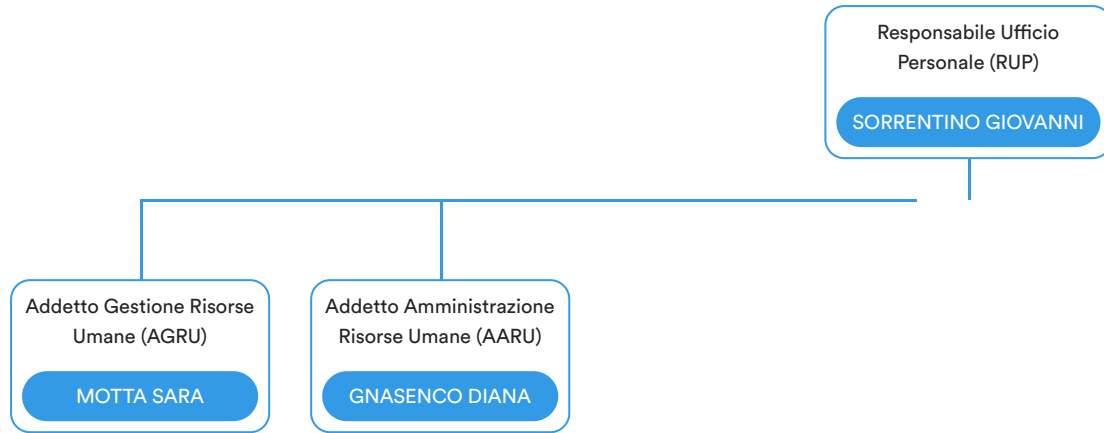 Responsabile Ufficio
Personale (RUP)
SORRENTINO GIOVANNI
Addetto Gestione Risorse
Umane (AGRU)
MOTTA SARA
Addetto Amministrazione
Risorse Umane (AARU)
GNASENCO DIANA